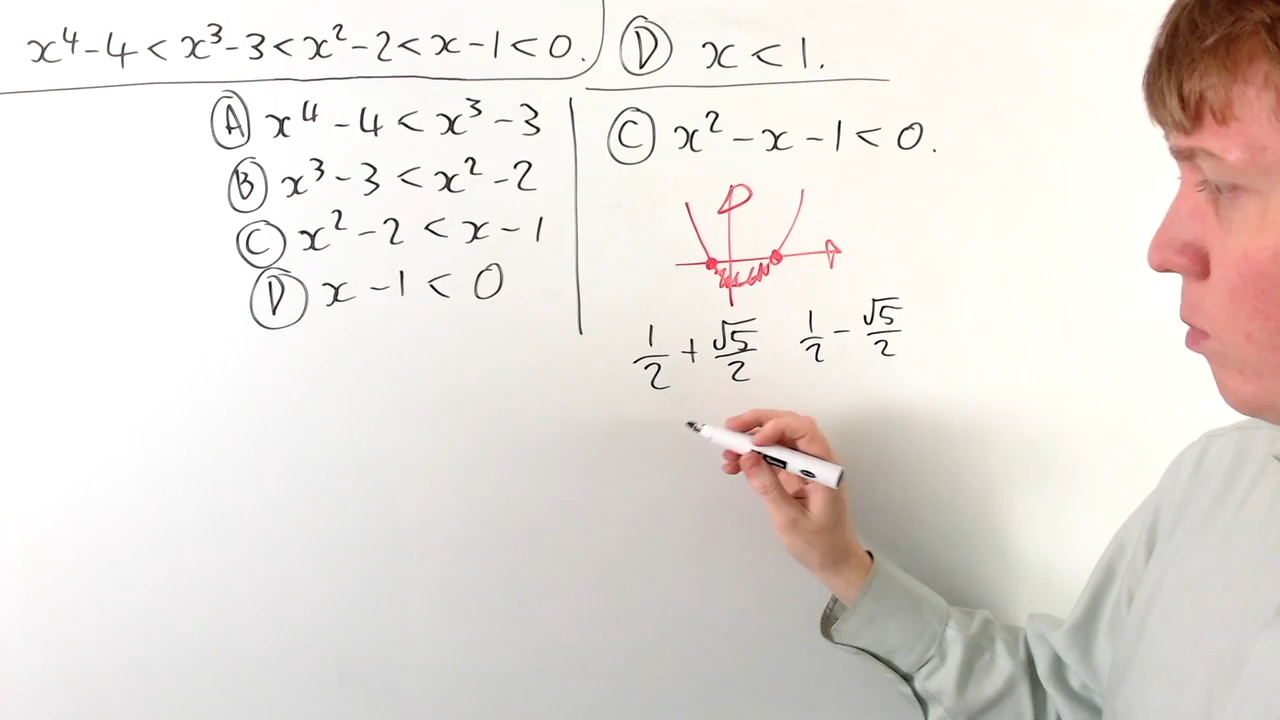 x⁴-4<x³-3<x²-2<x-1<0.
Ⓐ x⁴-4<x³-3
Ⓑ x³-3<x²-2
Ⓒ x²-2<x-1
Ⓓ x-1<0
Ⓓ x<1.
Ⓒ x²-x-1<0.
1/2+√5/2 1/2-√5/2